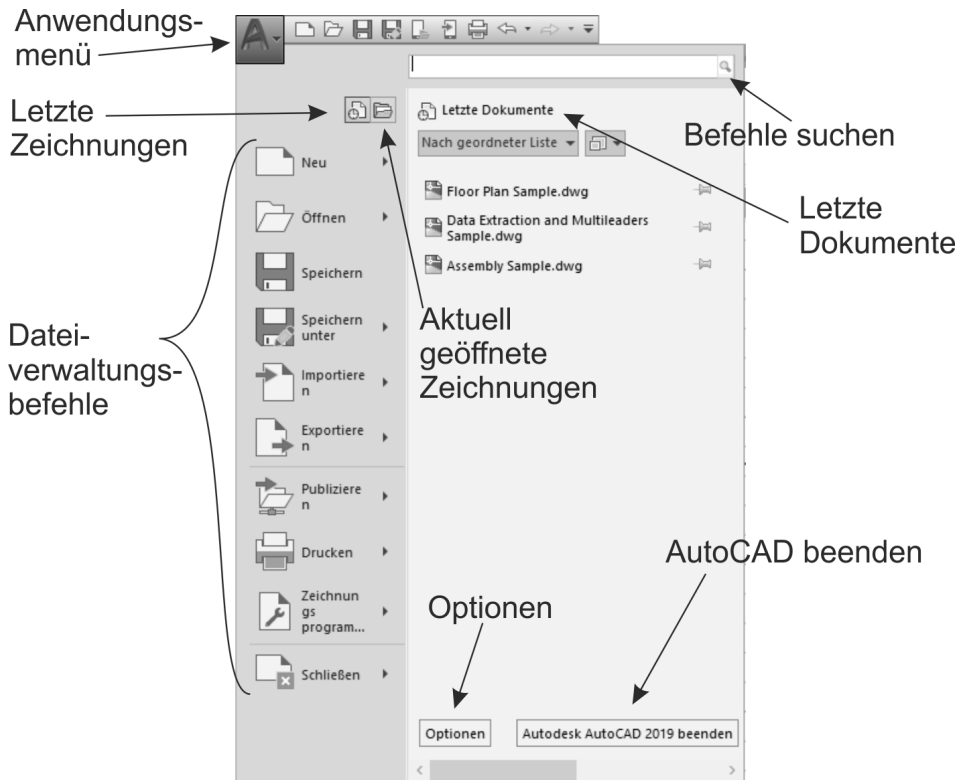 Anwendungs-
menü
Letzte
Zeichnungen
Letzte Dokumente
Befehle suchen
Nach geordneter Liste
Neu
Floor Plan Sample.dwg
Letzte
Dokumente
Öffnen
Data Extraction and Multileaders
Sample.dwg
Assembly Sample.dwg
Speichern
Datei-
verwaltungs-
befehle
Speichern
unter
Aktuell
geöffnete
Zeichnungen
Importiere
n
Exportiere
n
Publiziere
n
Drucken
AutoCAD beenden
Zeichnun
gs
program...
Optionen
Schließen
Optionen
Autodesk AutoCAD 2019 beenden